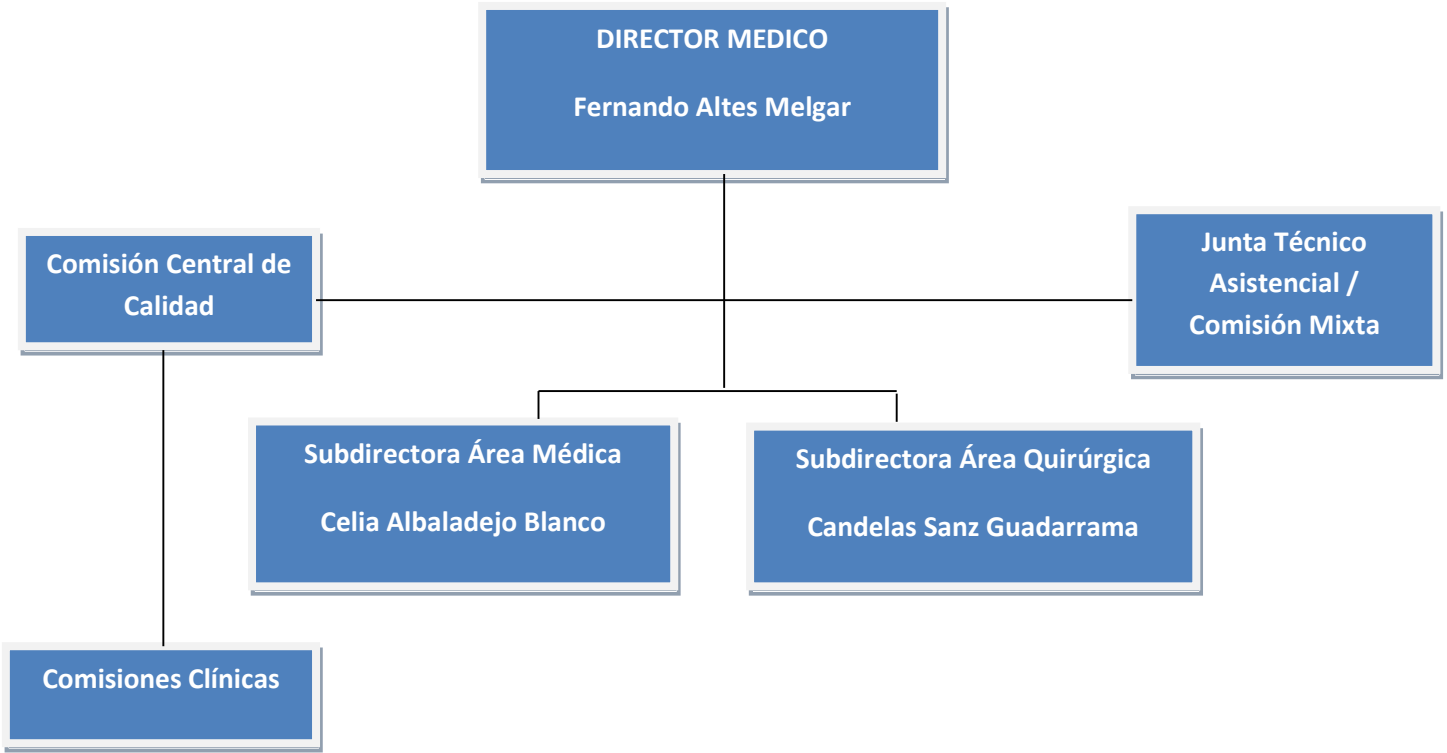 DIRECTOR MEDICO
Fernando Altes Melgar
Comisión Central de
Calidad
Junta Técnico
Asistencial /
Comisión Mixta
Subdirectora Área Médica
Celia Albaladejo Blanco
Subdirectora Área Quirúrgica
Candelas Sanz Guadarrama
Comisiones Clínicas